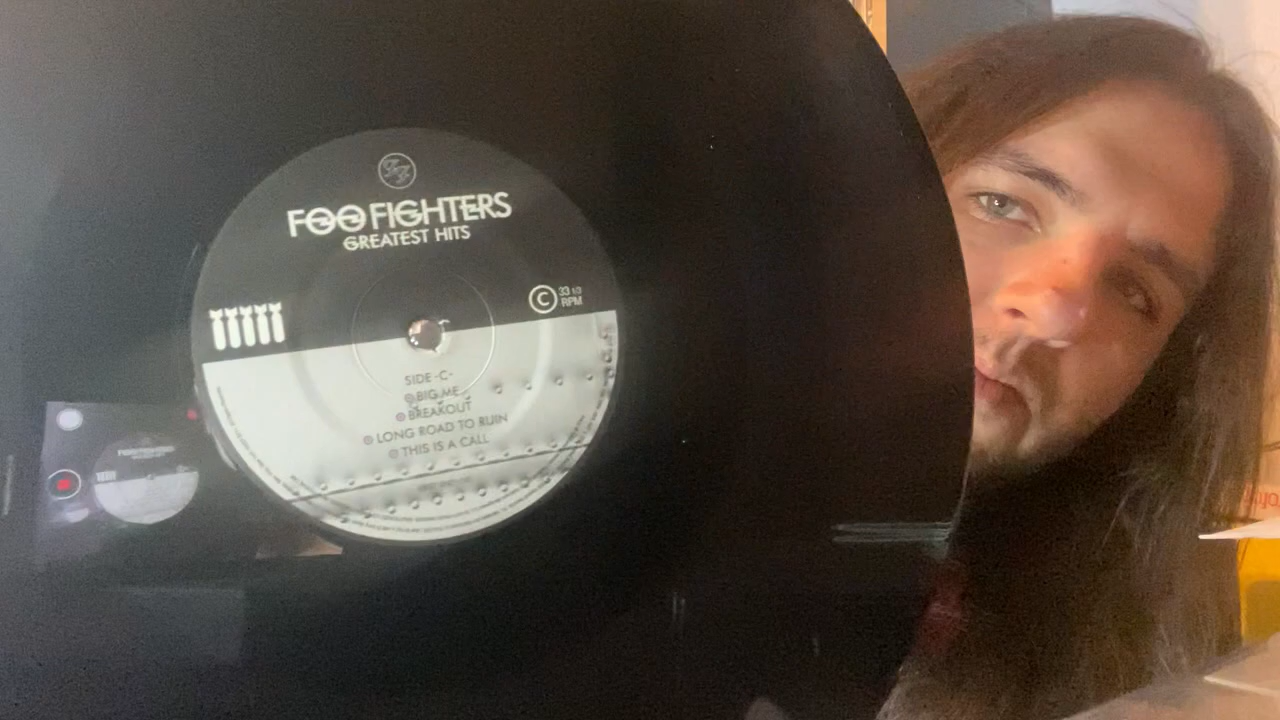 FOO FIGHTERS
GREATEST HITS
C 33 1/3
RPM
SIDE -C-
BIG ME
BREAKOUT
LONG ROAD TO RUIN
THIS IS A CALL